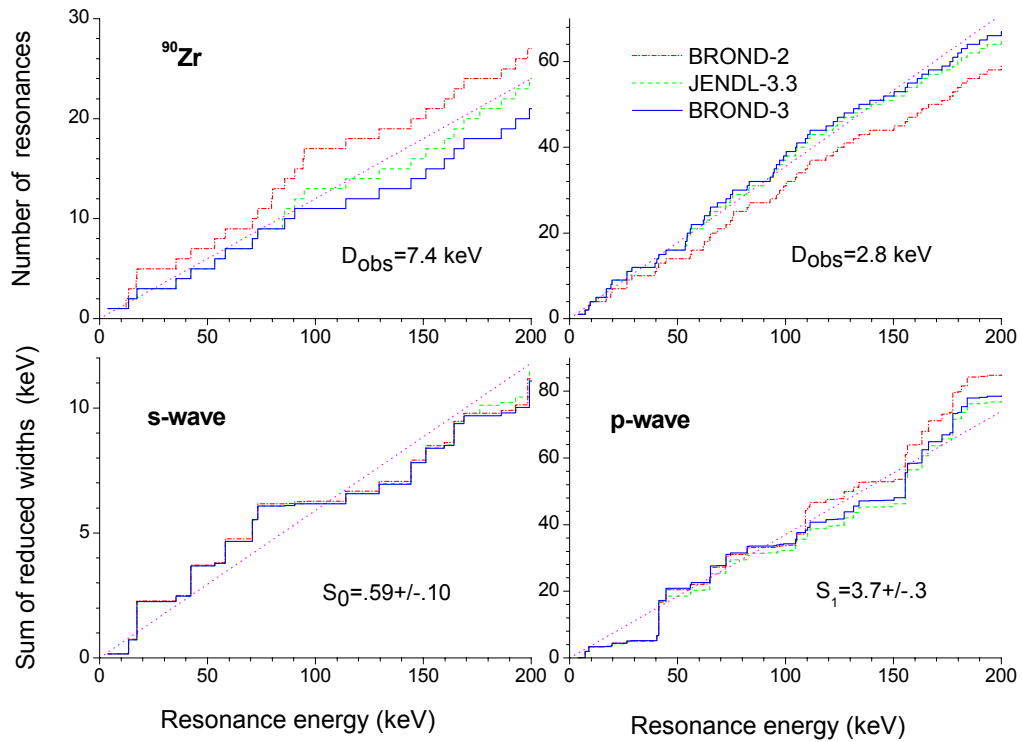 30
20
10
0
Number of resonances
⁹⁰Zr
D_obs=7.4 keV
0 50 100 150 200
60
40
20
0
BROND-2
JENDL-3.3
BROND-3
D_obs=2.8 keV
0 50 100 150 200
10
5
0
Sum of reduced widths (keV)
s-wave
S₀=.59+/-.10
0 50 100 150 200
Resonance energy (keV)
80
60
40
20
0
p-wave
S₁=3.7+/-.3
0 50 100 150 200
Resonance energy (keV)